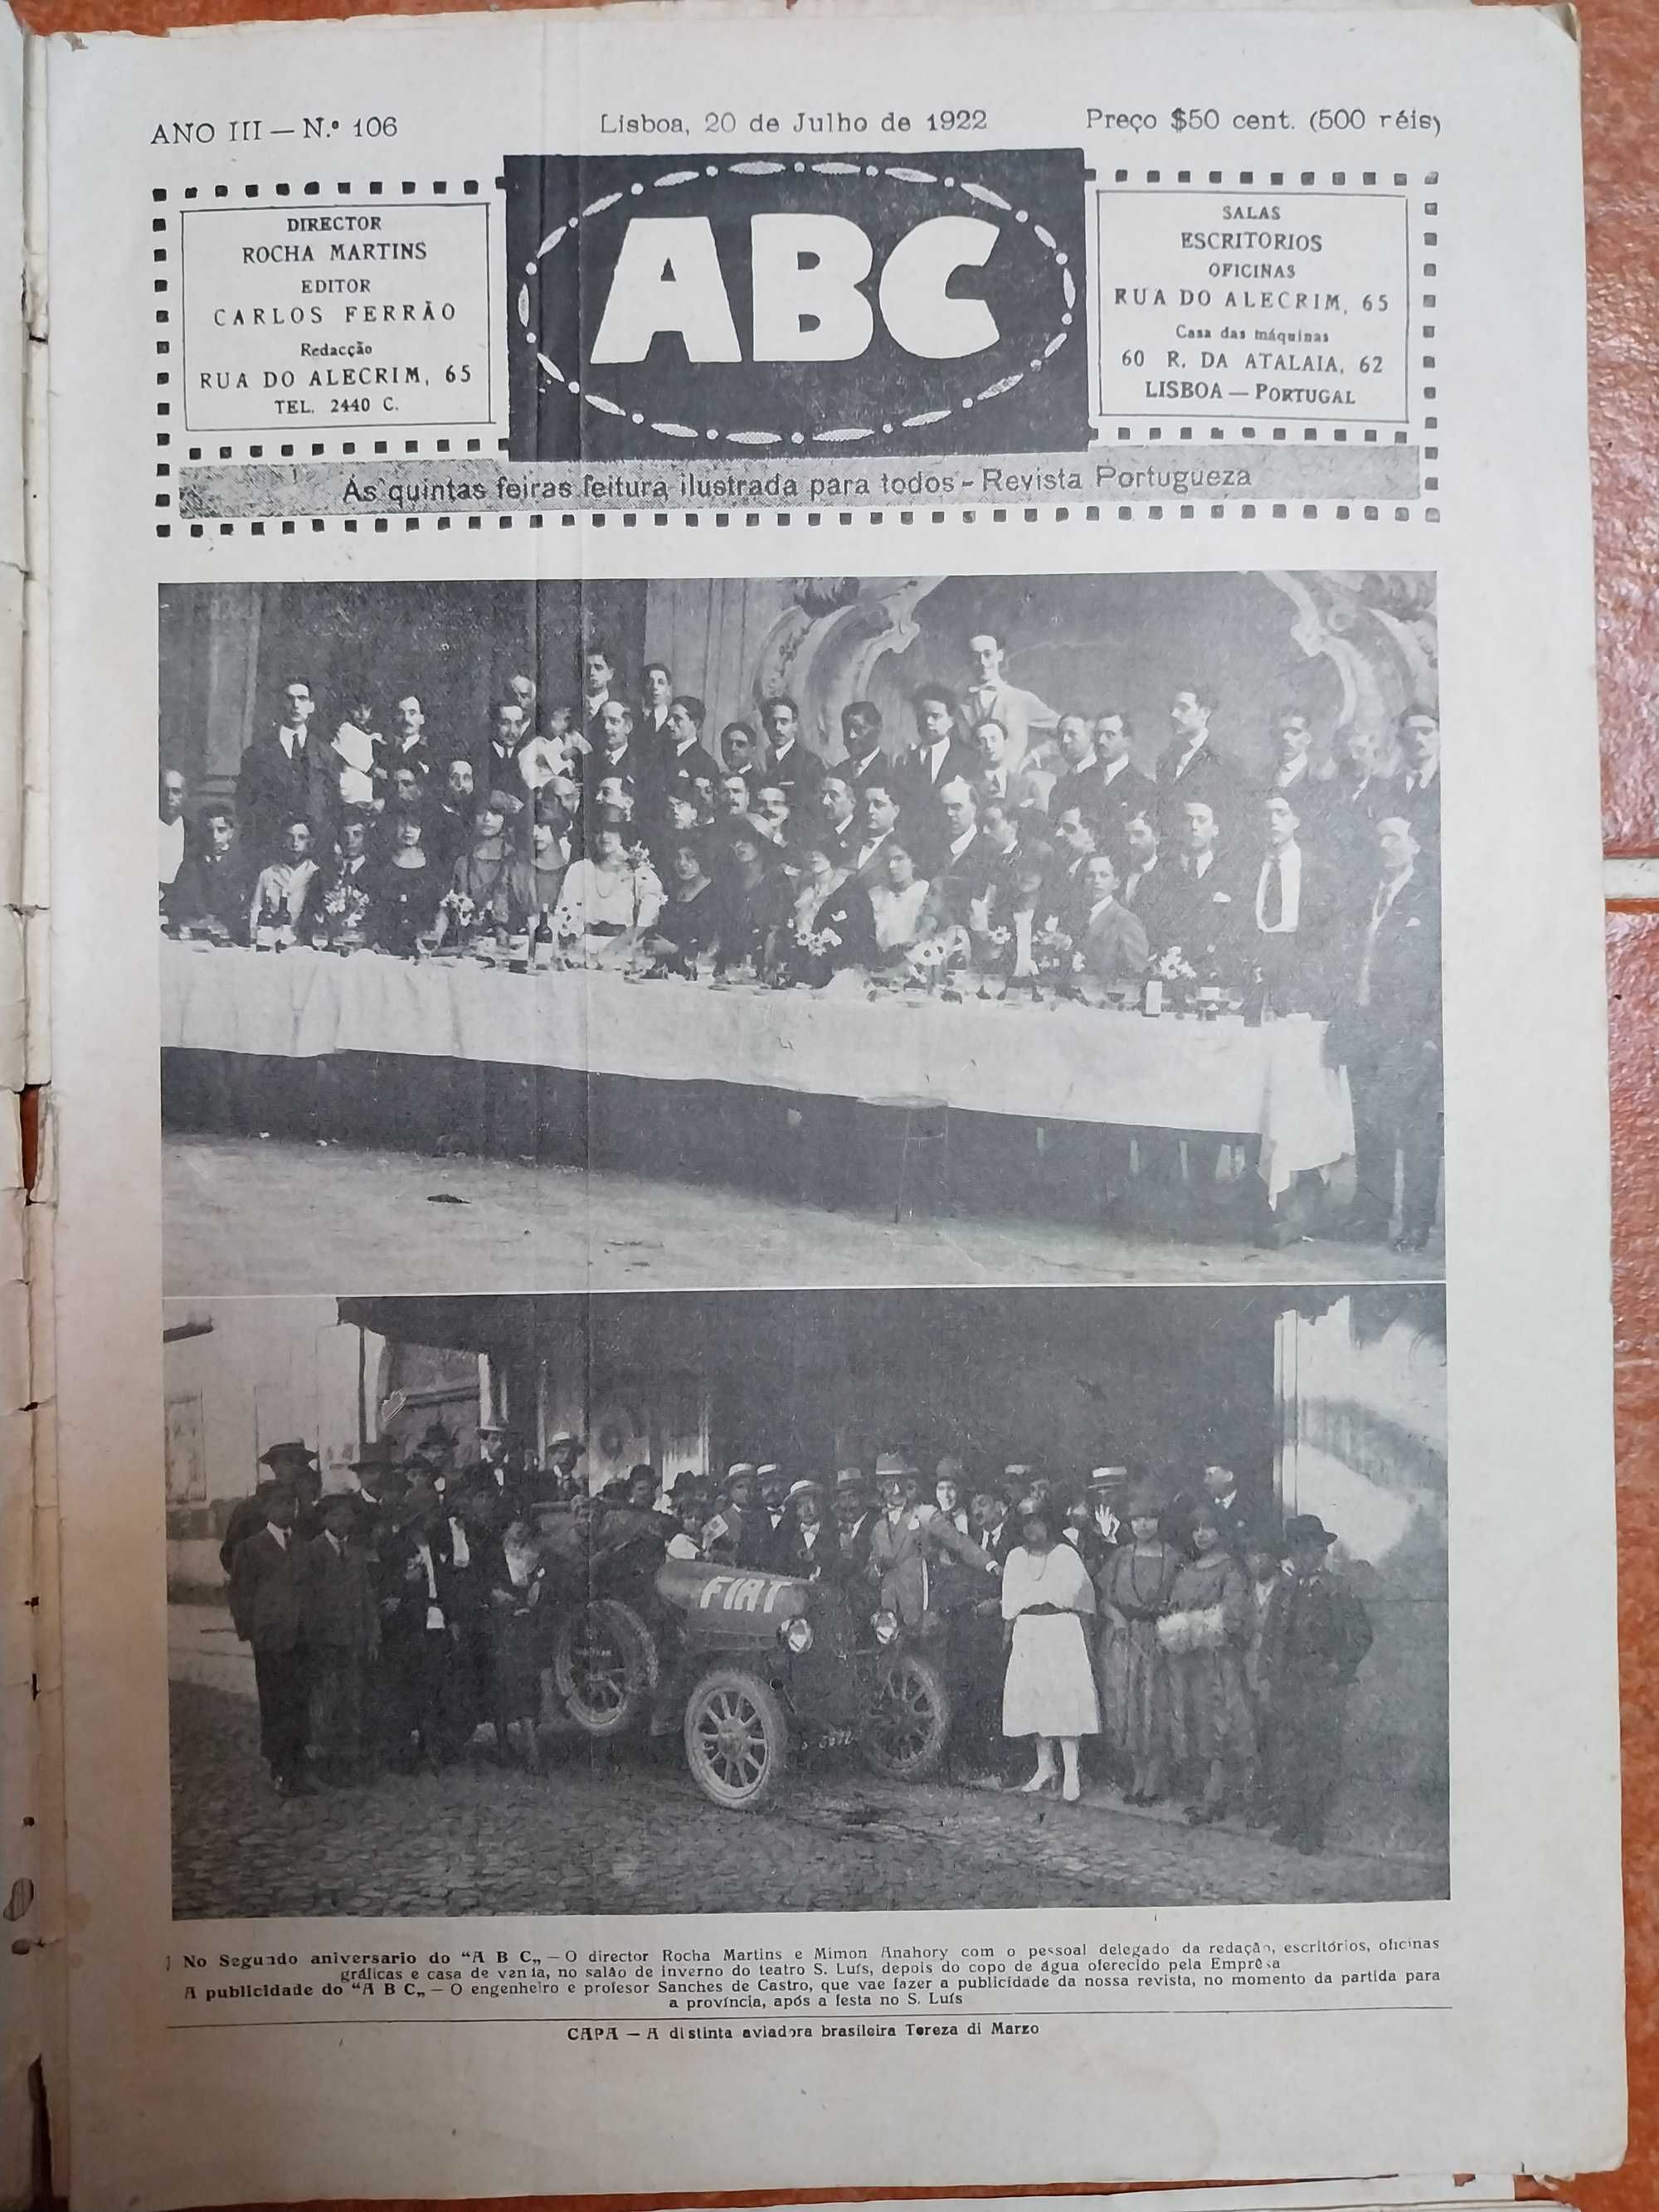 ANO III — N.º 106
Lisboa, 20 de Julho de 1922
Preço $50 cent. (500 réis)
DIRECTOR
ROCHA MARTINS
EDITOR
CARLOS FERRÃO
Redacção
RUA DO ALECRIM, 65
TEL. 2440 C.
ABC
SALAS
ESCRITORIOS
OFICINAS
RUA DO ALECRIM, 65
Casa das máquinas
60 R. DA ATALAIA, 62
LISBOA — PORTUGAL
Ás quintas feiras leitura ilustrada para todos - Revista Portugueza
FIAT
No Segundo aniversario do “A B C„ — O director Rocha Martins e Mimon Anahory com o pessoal delegado da redação, escritórios, oficinas
gráficas e casa de venda, no salão de inverno do teatro S. Luís, depois do copo de água oferecido pela Emprêsa
A publicidade do “A B C„ — O engenheiro e profesor Sanches de Castro, que vae fazer a publicidade da nossa revista, no momento da partida para
a província, após a festa no S. Luís
CAPA — A distinta aviadora brasileira Tereza di Marzo